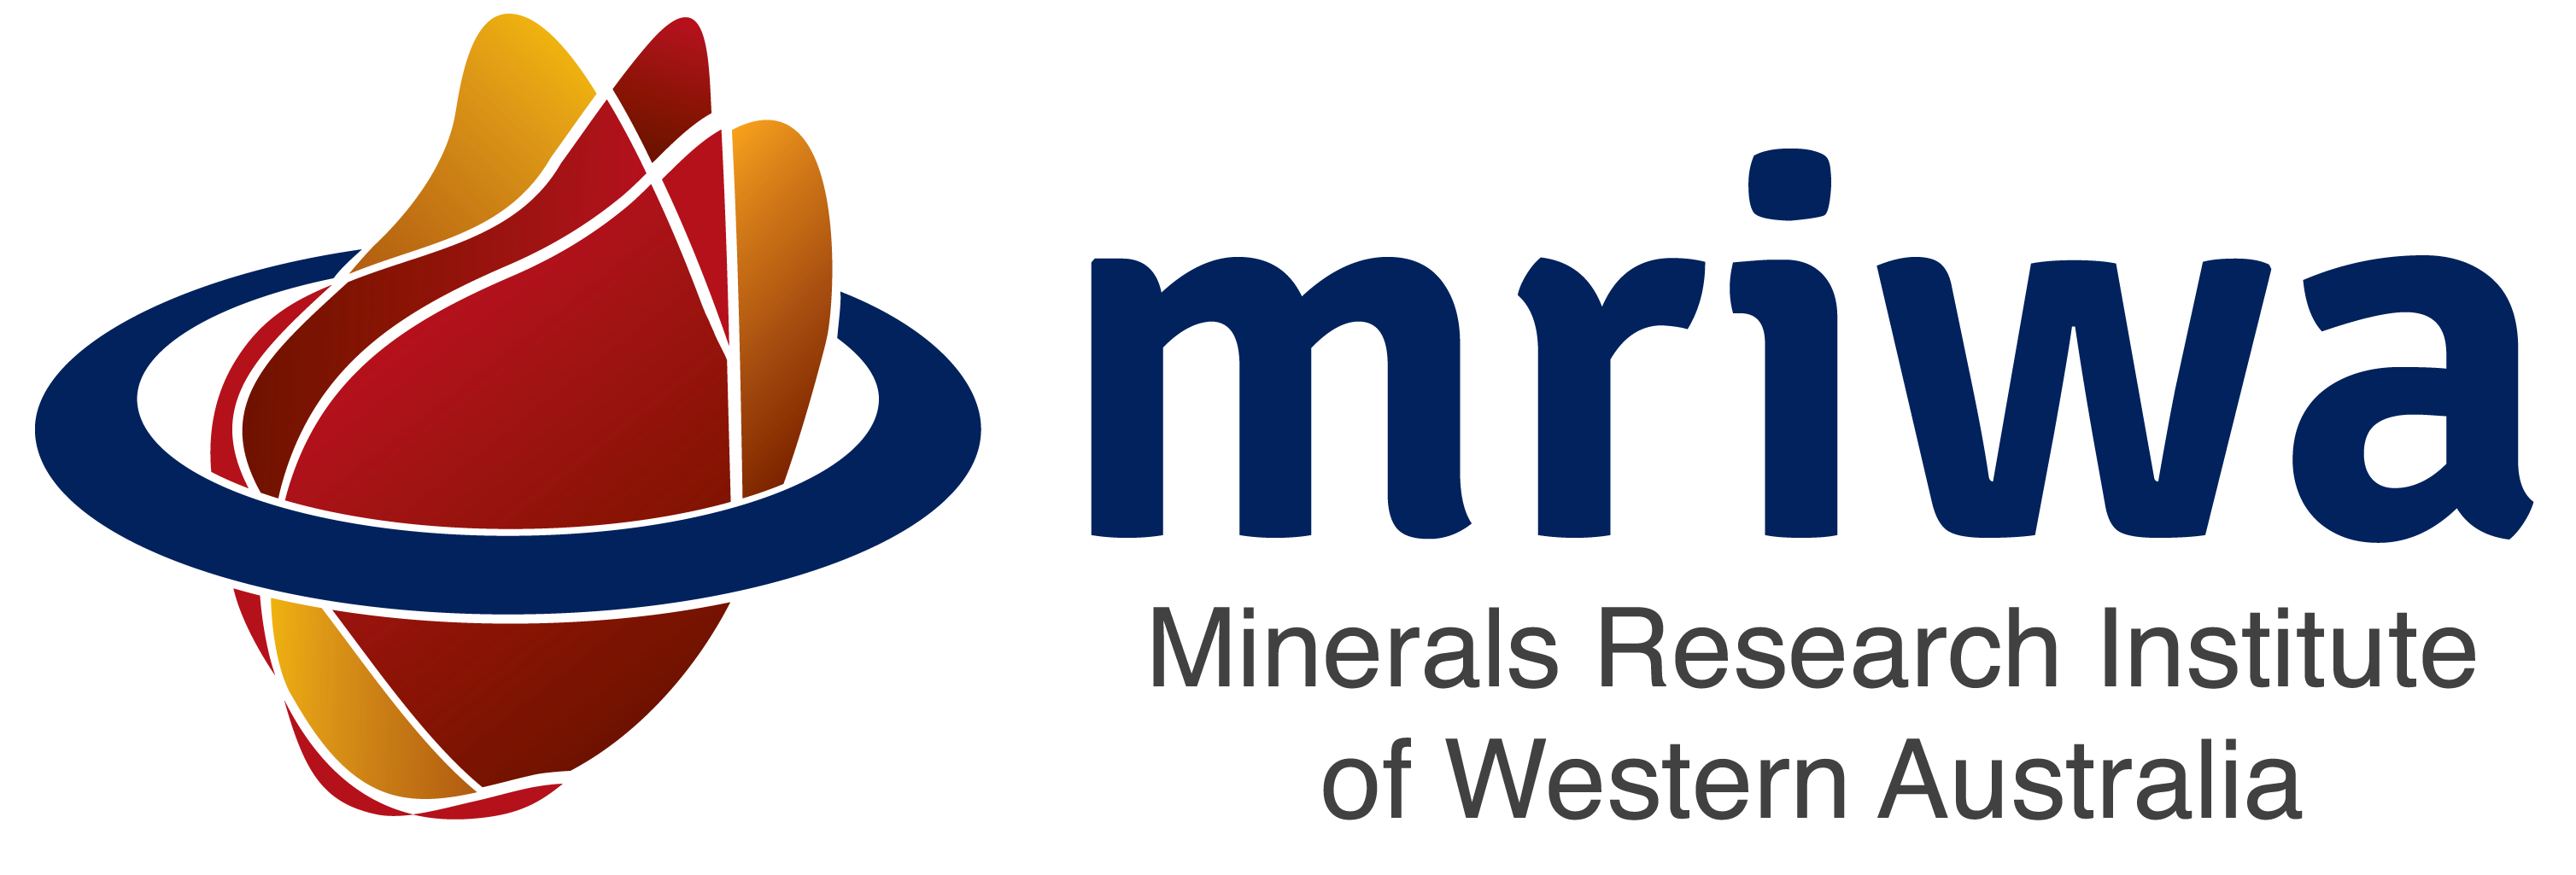 mriwa
Minerals Research Institute
of Western Australia